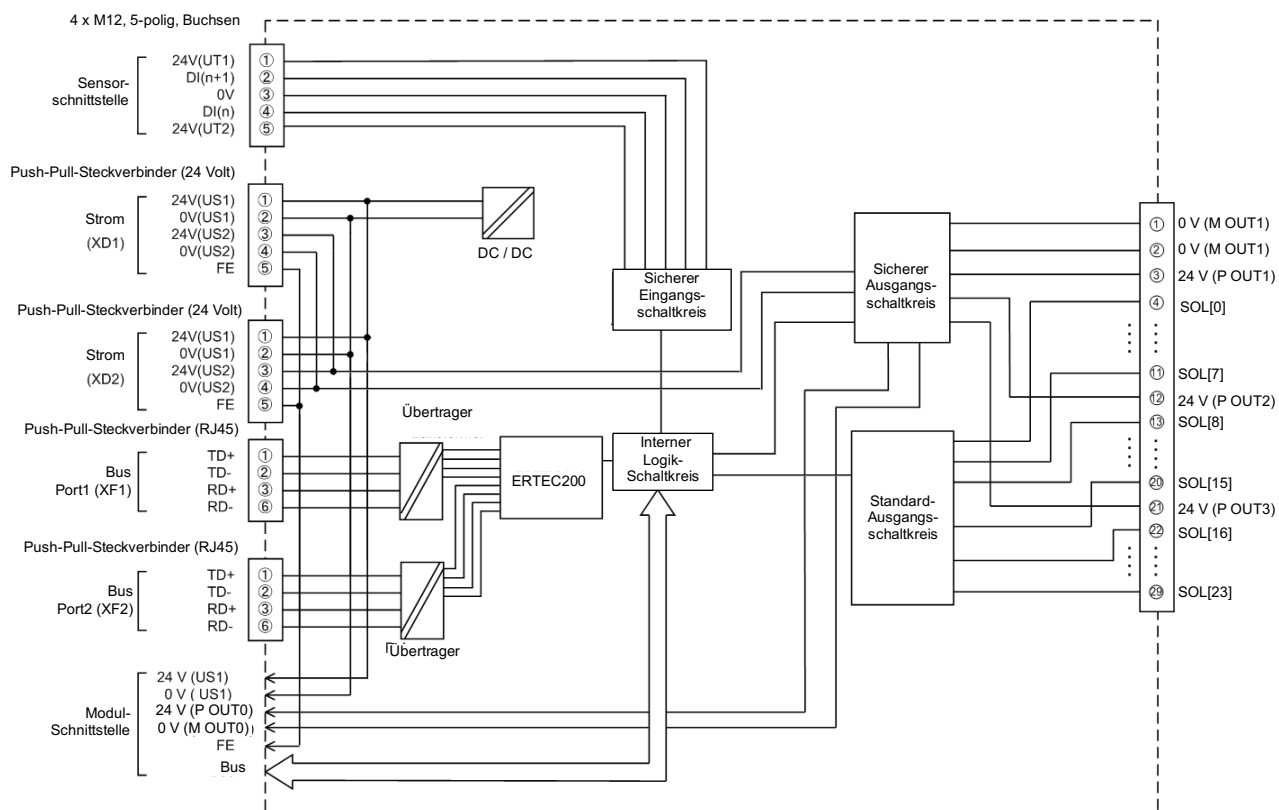 4 x M12, 5-polig, Buchsen
Sensor-
schnittstelle
24V(UT1) ①
DI(n+1) ②
0V ③
DI(n) ④
24V(UT2) ⑤
Push-Pull-Steckverbinder (24 Volt)
Strom
(XD1)
24V(US1) ①
0V(US1) ②
24V(US2) ③
0V(US2) ④
FE ⑤
DC / DC
Push-Pull-Steckverbinder (24 Volt)
Strom
(XD2)
24V(US1) ①
0V(US1) ②
24V(US2) ③
0V(US2) ④
FE ⑤
Push-Pull-Steckverbinder (RJ45)
Bus
Port1 (XF1)
TD+ ①
TD- ②
RD+ ③
RD- ⑥
Übertrager
Push-Pull-Steckverbinder (RJ45)
Bus
Port2 (XF2)
TD+ ①
TD- ②
RD+ ③
RD- ⑥
Übertrager
Modul-
Schnittstelle
24 V (US1)
0 V ( US1)
24 V (P OUT0)
0 V (M OUT0))
FE
Bus
ERTEC200
Sicherer
Eingangs-
schaltkreis
Interner
Logik-
Schaltkreis
Sicherer
Ausgangs-
schaltkreis
Standard-
Ausgangs-
schaltkreis
① 0 V (M OUT1)
② 0 V (M OUT1)
③ 24 V (P OUT1)
④ SOL[0]
⑪ SOL[7]
⑫ 24 V (P OUT2)
⑬ SOL[8]
⑳ SOL[15]
㉑ 24 V (P OUT3)
㉒ SOL[16]
㉙ SOL[23]